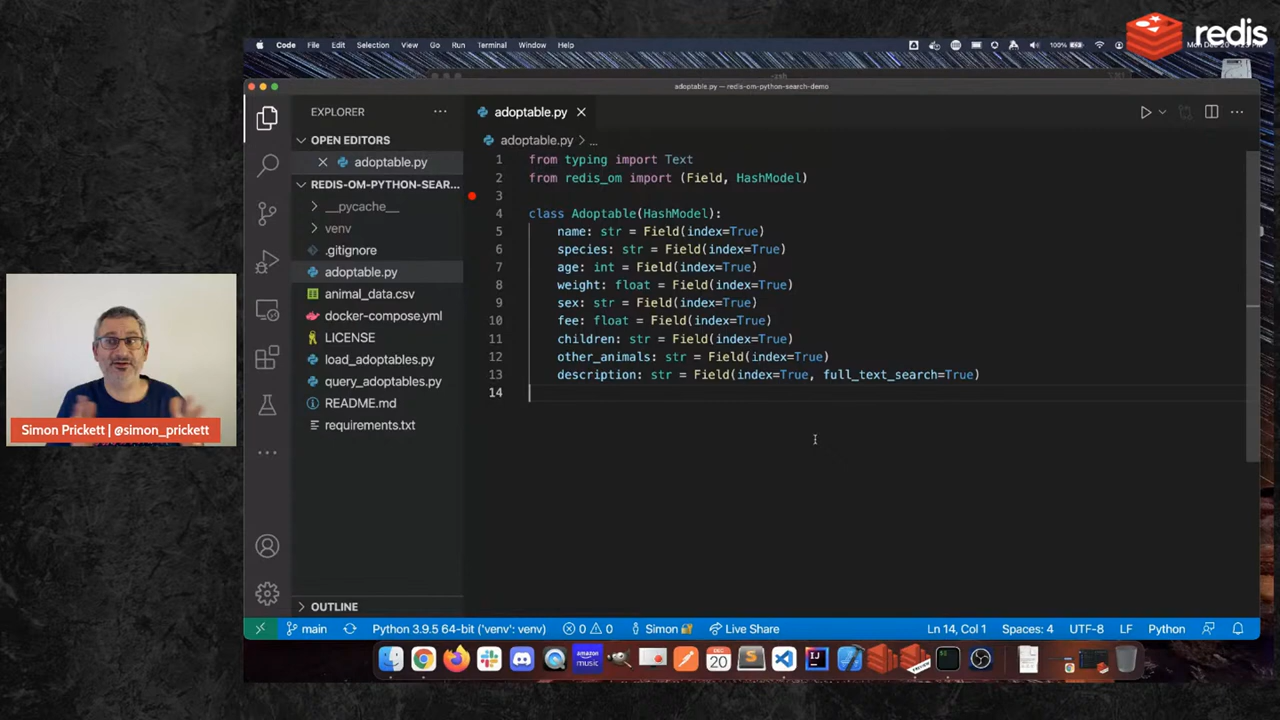 redis
Code File Edit Selection View Go Run Terminal Window Help
100%
-zsh
adoptable.py — redis-om-python-search-demo
EXPLORER
OPEN EDITORS
adoptable.py
REDIS-OM-PYTHON-SEAR...
__pycache__
venv
.gitignore
adoptable.py
animal_data.csv
docker-compose.yml
LICENSE
load_adoptables.py
query_adoptables.py
README.md
requirements.txt
OUTLINE
adoptable.py
adoptable.py > ...
1 from typing import Text
2 from redis_om import (Field, HashModel)
3
4 class Adoptable(HashModel):
5 name: str = Field(index=True)
6 species: str = Field(index=True)
7 age: int = Field(index=True)
8 weight: float = Field(index=True)
9 sex: str = Field(index=True)
10 fee: float = Field(index=True)
11 children: str = Field(index=True)
12 other_animals: str = Field(index=True)
13 description: str = Field(index=True, full_text_search=True)
14
Simon Prickett | @simon_prickett
main Python 3.9.5 64-bit ('venv': venv) 0 0 Simon Live Share Ln 14, Col 1 Spaces: 4 UTF-8 LF Python
amazon music
DEC 20
PREVIEW